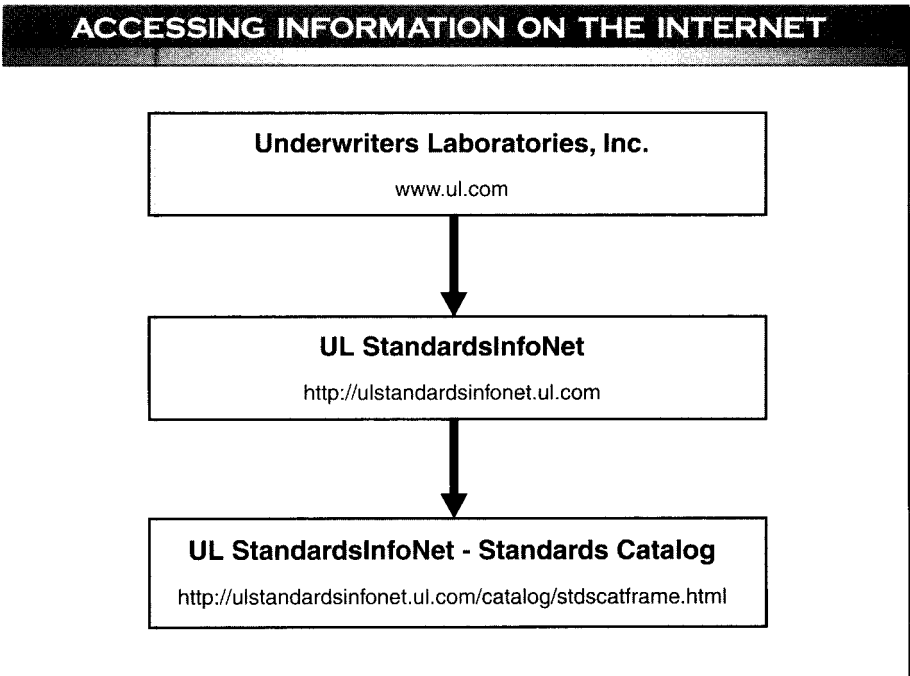 ACCESSING INFORMATION ON THE INTERNET
Underwriters Laboratories, Inc.
www.ul.com
UL StandardsInfoNet
http://ulstandardsinfonet.ul.com
UL StandardsInfoNet - Standards Catalog
http://ulstandardsinfonet.ul.com/catalog/stdscatframe.html